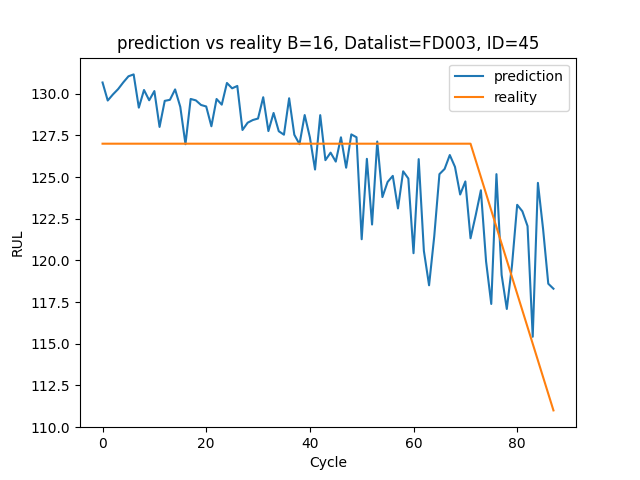 prediction vs reality B=16, Datalist=FD003, ID=45
prediction
reality
RUL
130.0
127.5
125.0
122.5
120.0
117.5
115.0
112.5
110.0
0 20 40 60 80
Cycle